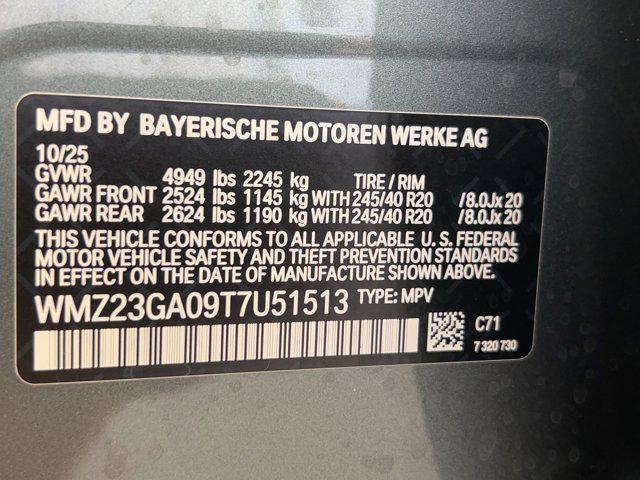 MFD BY BAYERISCHE MOTOREN WERKE AG
10/25
GVWR 4949 lbs 2245 kg TIRE / RIM
GAWR FRONT 2524 lbs 1145 kg WITH 245/40 R20 /8.0Jx20
GAWR REAR 2624 lbs 1190 kg WITH 245/40 R20 /8.0Jx20
THIS VEHICLE CONFORMS TO ALL APPLICABLE U.S. FEDERAL
MOTOR VEHICLE SAFETY AND THEFT PREVENTION STANDARDS
IN EFFECT ON THE DATE OF MANUFACTURE SHOWN ABOVE.
WMZ23GA09T7U51513 TYPE: MPV
C71
7 320 730